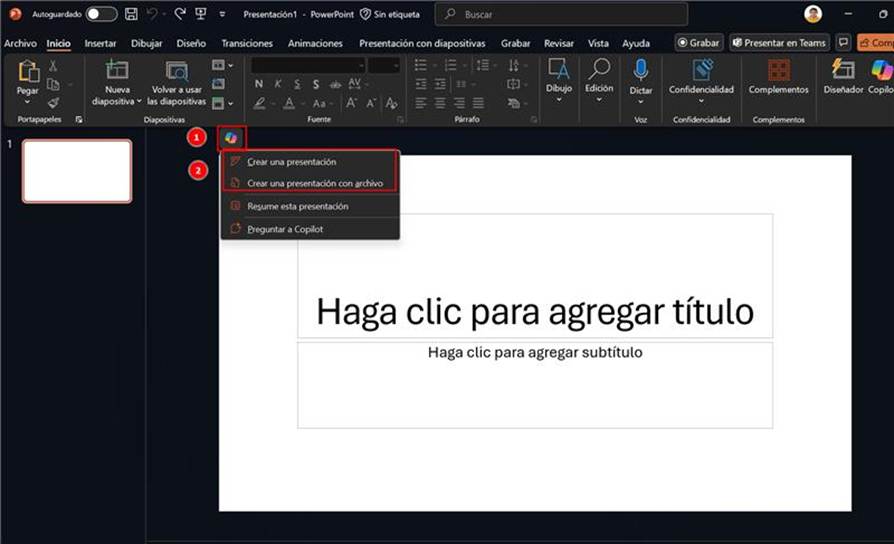 Autoguardado
Presentación1 - PowerPoint
Sin etiqueta
Buscar
Archivo Inicio Insertar Dibujar Diseño Transiciones Animaciones Presentación con diapositivas Grabar Revisar Vista Ayuda
Grabar
Presentar en Teams
Pegar
Nueva
diapositiva
Volver a usar
las diapositivas
N K S S ab AV
A Aa A A A
Dibujo
Edición
Dictar
Confidencialidad
Complementos
Diseñador
Portapapeles
Diapositivas
Fuente
Párrafo
Voz
Confidencialidad
Complementos
1
1
2
Crear una presentación
Crear una presentación con archivo
Resume esta presentación
Preguntar a Copilot
Haga clic para agregar título
Haga clic para agregar subtítulo